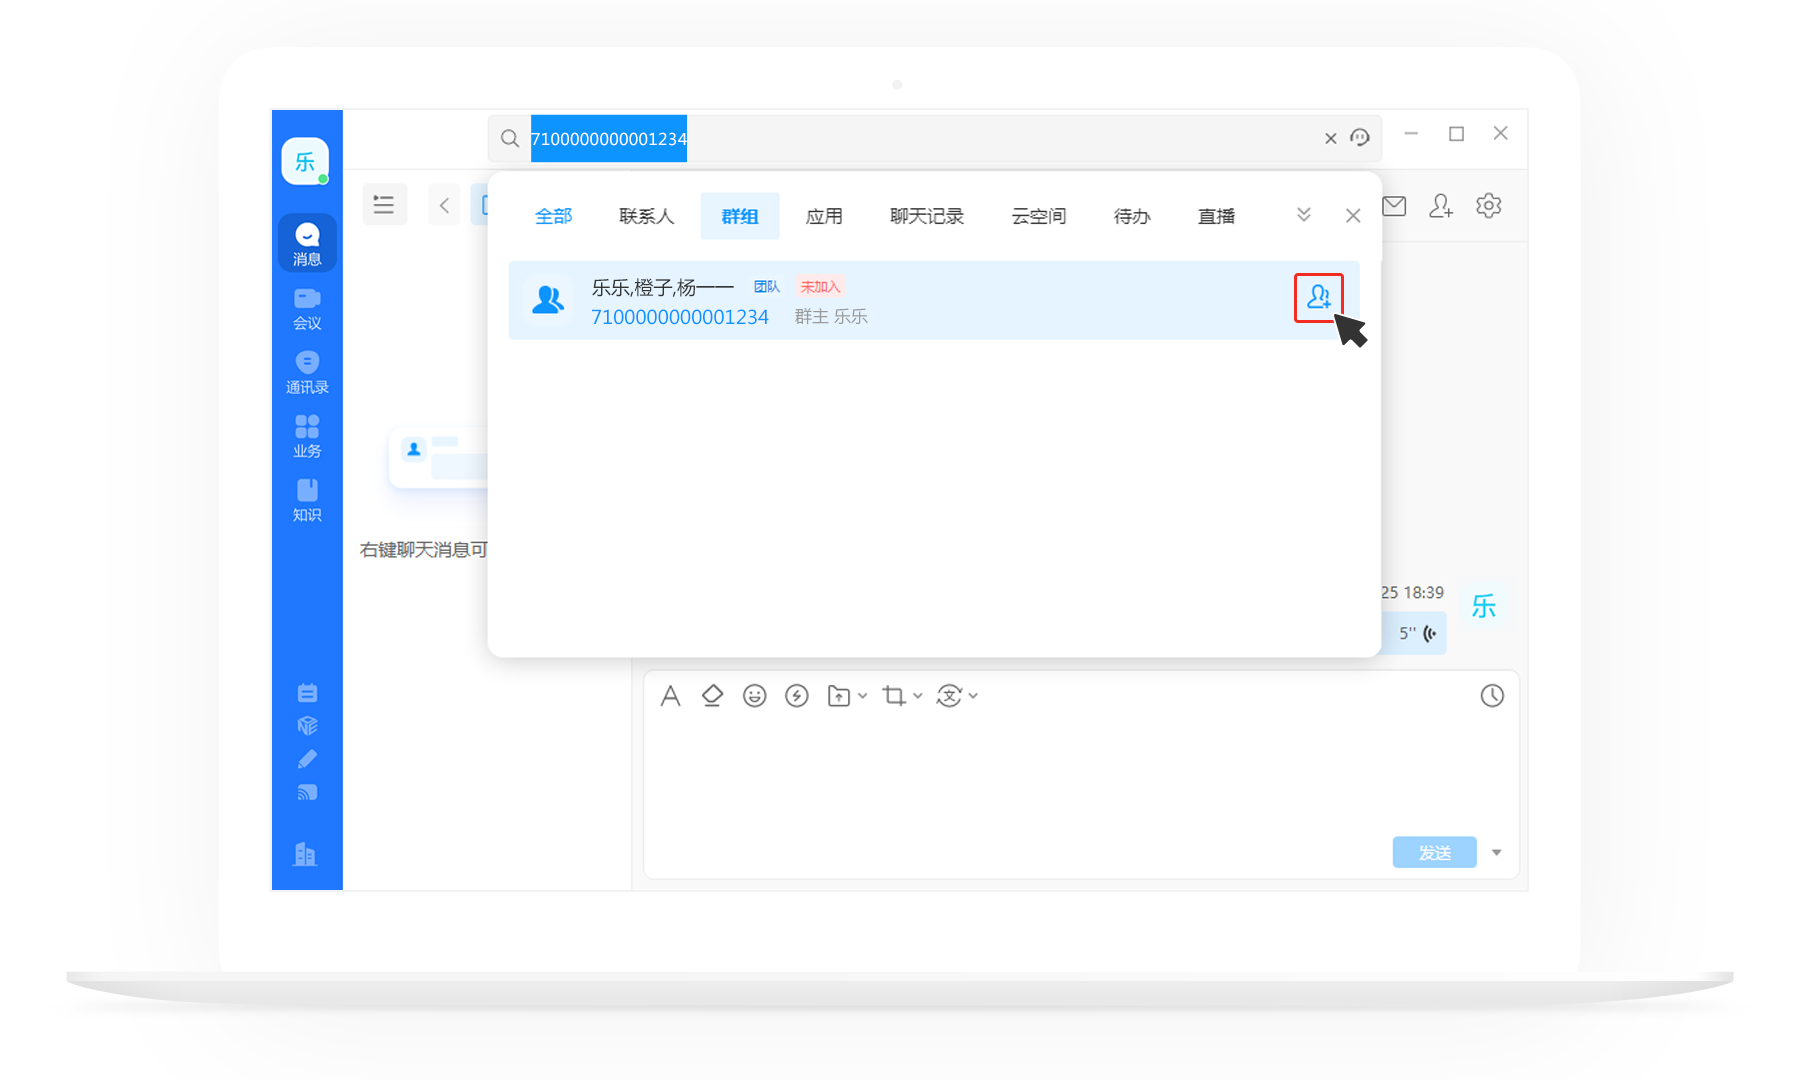 乐
7100000000001234
消息
会议
通讯录
业务
知识
全部 联系人 群组 应用 聊天记录 云空间 待办 直播
乐乐,橙子,杨一一 团队 未加入
7100000000001234 群主 乐乐
右键聊天消息可
25 18:39
乐
5''
文
发送